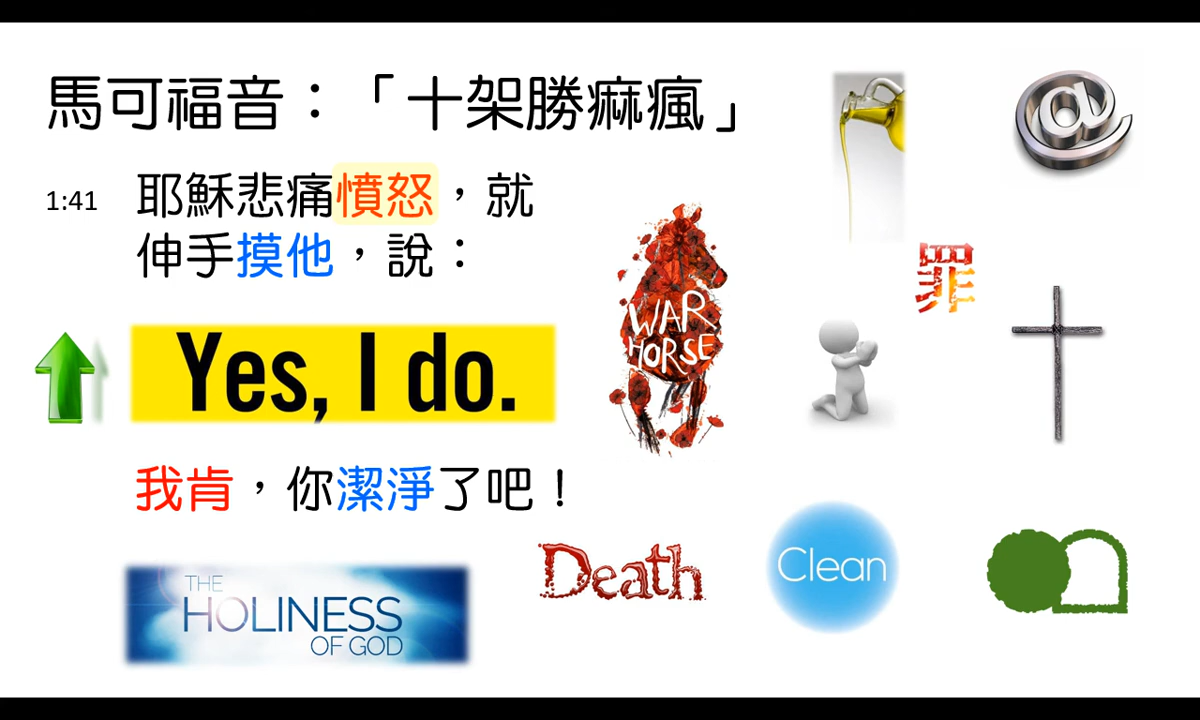 馬可福音：「十架勝痲瘋」
1:41 耶穌悲痛憤怒，就
伸手摸他，說：
Yes, I do.
我肯，你潔淨了吧！
THE
HOLINESS
OF GOD
WAR
HORSE
@
罪
Death
Clean